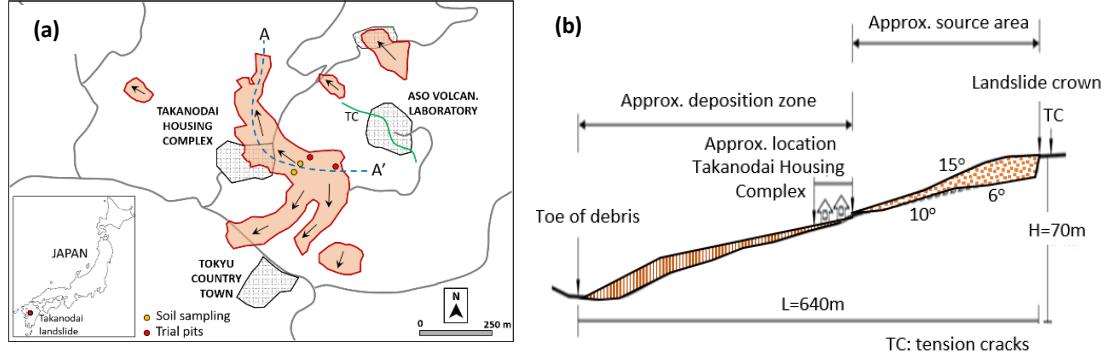 (a)
A
TAKANODAI
HOUSING
COMPLEX
TC
ASO VOLCAN.
LABORATORY
A'
JAPAN
Takanodai
landslide
TOKYU
COUNTRY
TOWN
Soil sampling
Trial pits
N
0
250 m
(b)
Approx. source area
Landslide crown
TC
Approx. deposition zone
Approx. location
Takanodai Housing
Complex
15°
6°
10°
Toe of debris
H=70m
L=640m
TC: tension cracks